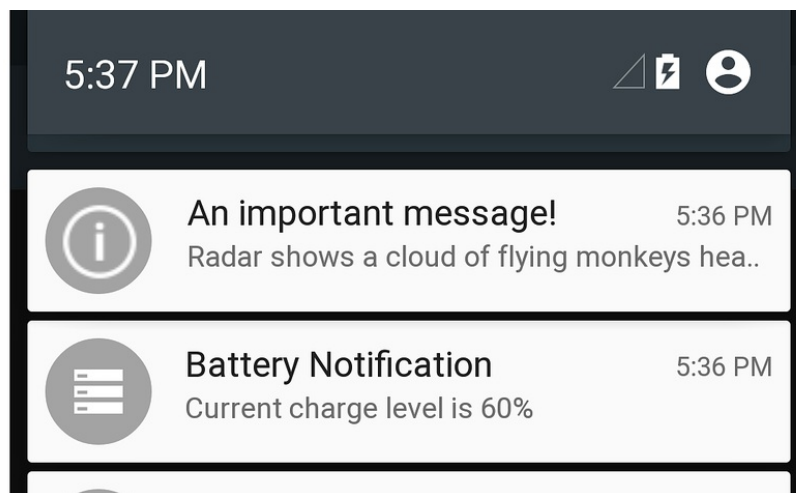 5:37 PM
An important message!
5:36 PM
Radar shows a cloud of flying monkeys hea..
Battery Notification
5:36 PM
Current charge level is 60%